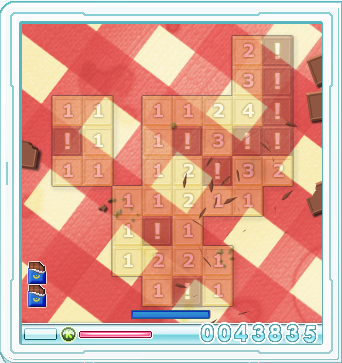 2 !
3 !
1 1 1 1 2 4 !
! 1 1 ! 3 ! !
1 1 1 2 ! 3 2
1 1 2 1 1
1 ! 1
1 2 2 1
1 ! 1
0043835